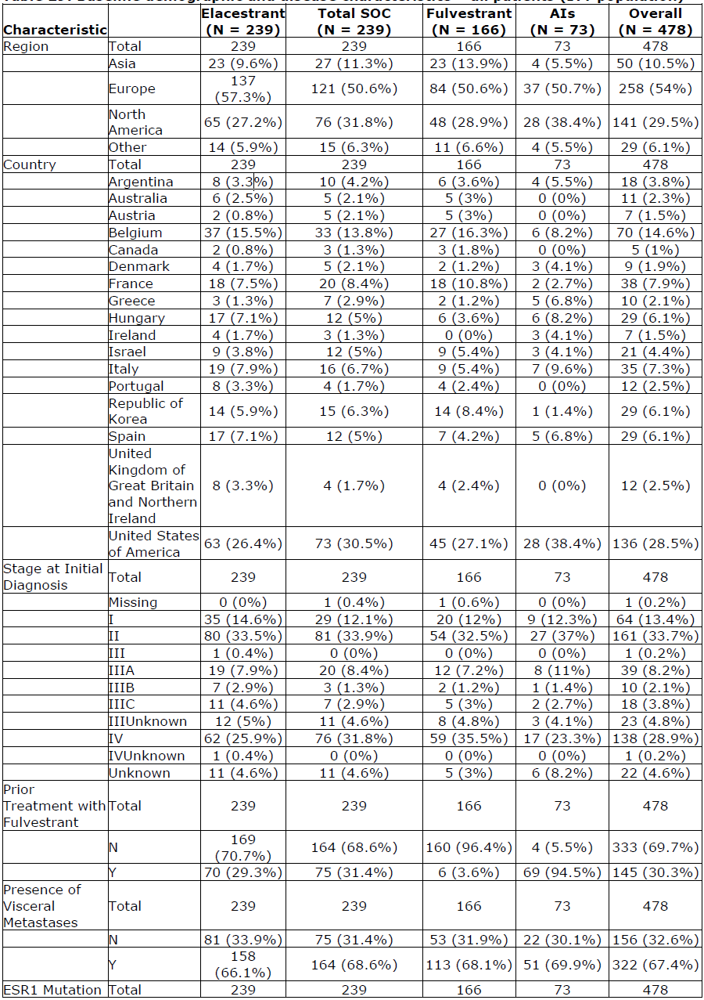 Characteristic Elacestrant (N = 239) Total SOC (N = 239) Fulvestrant (N = 166) AIs (N = 73) Overall (N = 478)
Region Total 239 239 166 73 478
Asia 23 (9.6%) 27 (11.3%) 23 (13.9%) 4 (5.5%) 50 (10.5%)
Europe 137 (57.3%) 121 (50.6%) 84 (50.6%) 37 (50.7%) 258 (54%)
North America 65 (27.2%) 76 (31.8%) 48 (28.9%) 28 (38.4%) 141 (29.5%)
Other 14 (5.9%) 15 (6.3%) 11 (6.6%) 4 (5.5%) 29 (6.1%)
Country Total 239 239 166 73 478
Argentina 8 (3.3%) 10 (4.2%) 6 (3.6%) 4 (5.5%) 18 (3.8%)
Australia 6 (2.5%) 5 (2.1%) 5 (3%) 0 (0%) 11 (2.3%)
Austria 2 (0.8%) 5 (2.1%) 5 (3%) 0 (0%) 7 (1.5%)
Belgium 37 (15.5%) 33 (13.8%) 27 (16.3%) 6 (8.2%) 70 (14.6%)
Canada 2 (0.8%) 3 (1.3%) 3 (1.8%) 0 (0%) 5 (1%)
Denmark 4 (1.7%) 5 (2.1%) 2 (1.2%) 3 (4.1%) 9 (1.9%)
France 18 (7.5%) 20 (8.4%) 18 (10.8%) 2 (2.7%) 38 (7.9%)
Greece 3 (1.3%) 7 (2.9%) 2 (1.2%) 5 (6.8%) 10 (2.1%)
Hungary 17 (7.1%) 12 (5%) 6 (3.6%) 6 (8.2%) 29 (6.1%)
Ireland 4 (1.7%) 3 (1.3%) 0 (0%) 3 (4.1%) 7 (1.5%)
Israel 9 (3.8%) 12 (5%) 9 (5.4%) 3 (4.1%) 21 (4.4%)
Italy 19 (7.9%) 16 (6.7%) 9 (5.4%) 7 (9.6%) 35 (7.3%)
Portugal 8 (3.3%) 4 (1.7%) 4 (2.4%) 0 (0%) 12 (2.5%)
Republic of Korea 14 (5.9%) 15 (6.3%) 14 (8.4%) 1 (1.4%) 29 (6.1%)
Spain 17 (7.1%) 12 (5%) 7 (4.2%) 5 (6.8%) 29 (6.1%)
United Kingdom of Great Britain and Northern Ireland 8 (3.3%) 4 (1.7%) 4 (2.4%) 0 (0%) 12 (2.5%)
United States of America 63 (26.4%) 73 (30.5%) 45 (27.1%) 28 (38.4%) 136 (28.5%)
Stage at Initial Diagnosis Total 239 239 166 73 478
Missing 0 (0%) 1 (0.4%) 1 (0.6%) 0 (0%) 1 (0.2%)
I 35 (14.6%) 29 (12.1%) 20 (12%) 9 (12.3%) 64 (13.4%)
II 80 (33.5%) 81 (33.9%) 54 (32.5%) 27 (37%) 161 (33.7%)
III 1 (0.4%) 0 (0%) 0 (0%) 0 (0%) 1 (0.2%)
IIIA 19 (7.9%) 20 (8.4%) 12 (7.2%) 8 (11%) 39 (8.2%)
IIIB 7 (2.9%) 3 (1.3%) 2 (1.2%) 1 (1.4%) 10 (2.1%)
IIIC 11 (4.6%) 7 (2.9%) 5 (3%) 2 (2.7%) 18 (3.8%)
IIIUnknown 12 (5%) 11 (4.6%) 8 (4.8%) 3 (4.1%) 23 (4.8%)
IV 62 (25.9%) 76 (31.8%) 59 (35.5%) 17 (23.3%) 138 (28.9%)
IVUnknown 1 (0.4%) 0 (0%) 0 (0%) 0 (0%) 1 (0.2%)
Unknown 11 (4.6%) 11 (4.6%) 5 (3%) 6 (8.2%) 22 (4.6%)
Prior Treatment with Fulvestrant Total 239 239 166 73 478
N 169 (70.7%) 164 (68.6%) 160 (96.4%) 4 (5.5%) 333 (69.7%)
Y 70 (29.3%) 75 (31.4%) 6 (3.6%) 69 (94.5%) 145 (30.3%)
Presence of Visceral Metastases Total 239 239 166 73 478
N 81 (33.9%) 75 (31.4%) 53 (31.9%) 22 (30.1%) 156 (32.6%)
Y 158 (66.1%) 164 (68.6%) 113 (68.1%) 51 (69.9%) 322 (67.4%)
ESR1 Mutation Total 239 239 166 73 478